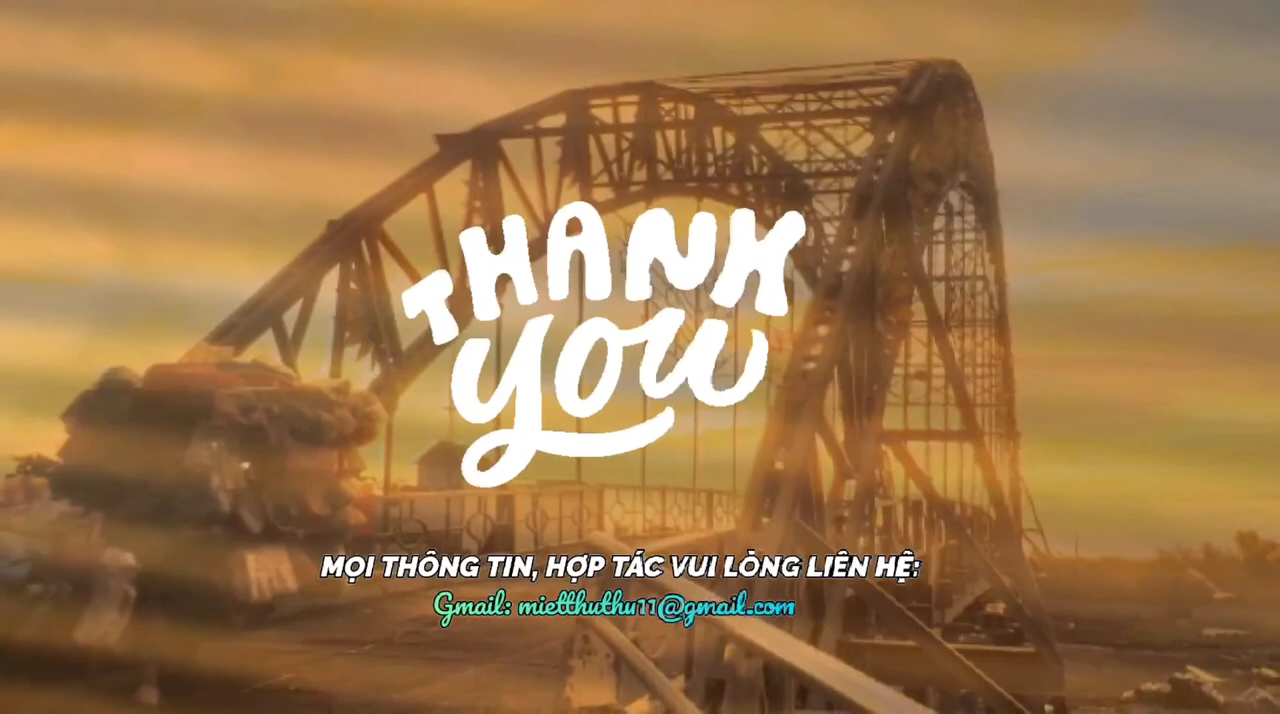 THANK
you
MỌI THÔNG TIN, HỢP TÁC VUI LÒNG LIÊN HỆ:
Gmail: mietthuthu11@gmail.com